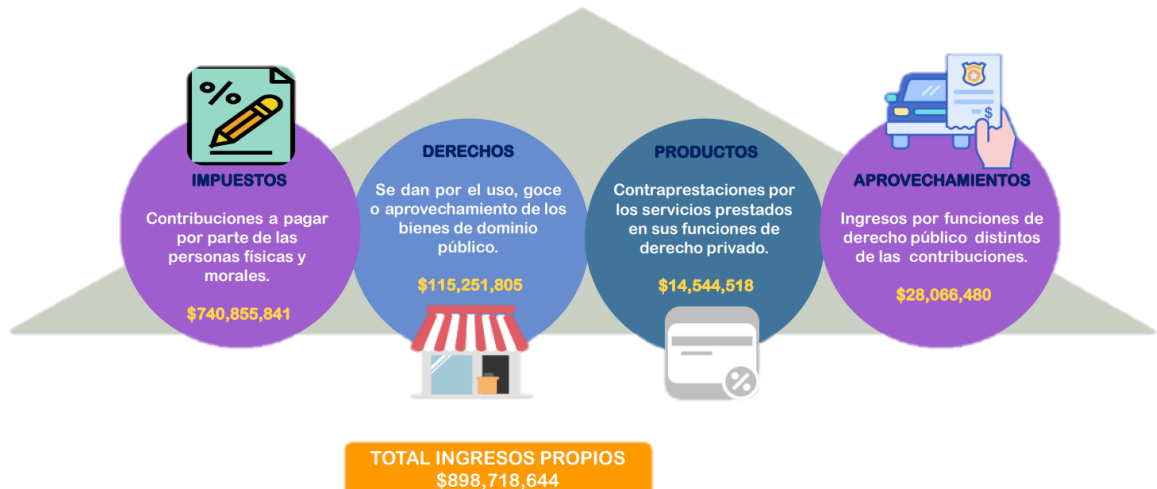 IMPUESTOS
Contribuciones a pagar
por parte de las
personas físicas y
morales.
$740,855,841
DERECHOS
Se dan por el uso, goce
o aprovechamiento de los
bienes de dominio
público.
$115,251,805
PRODUCTOS
Contraprestaciones por
los servicios prestados
en sus funciones de
derecho privado.
$14,544,518
APROVECHAMIENTOS
Ingresos por funciones de
derecho público distintos
de las contribuciones.
$28,066,480
TOTAL INGRESOS PROPIOS
$898,718,644